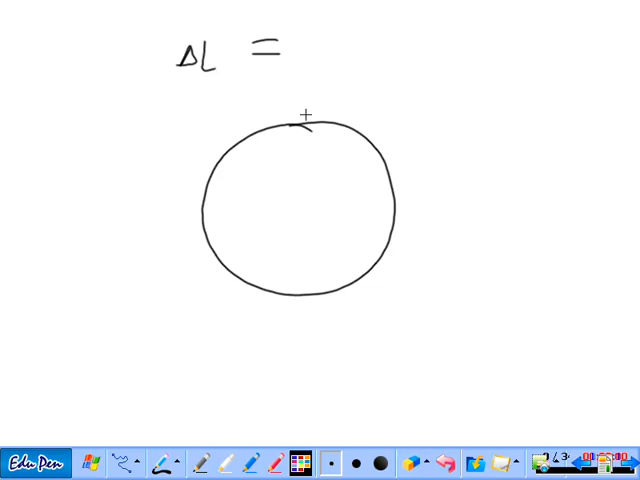 ΔL =
Edu Pen